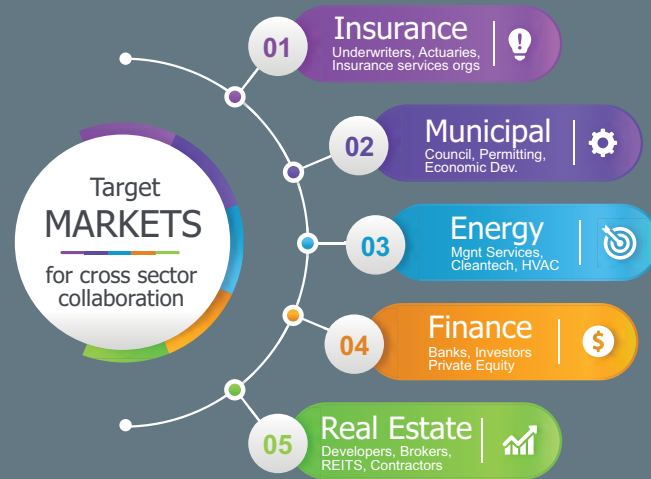 Target
MARKETS
for cross sector
collaboration
01
Insurance
Underwriters, Actuaries,
Insurance services orgs
02
Municipal
Council, Permitting,
Economic Dev.
03
Energy
Mgnt Services,
Cleantech, HVAC
04
Finance
Banks, Investors
Private Equity
$
05
Real Estate
Developers, Brokers,
REITS, Contractors